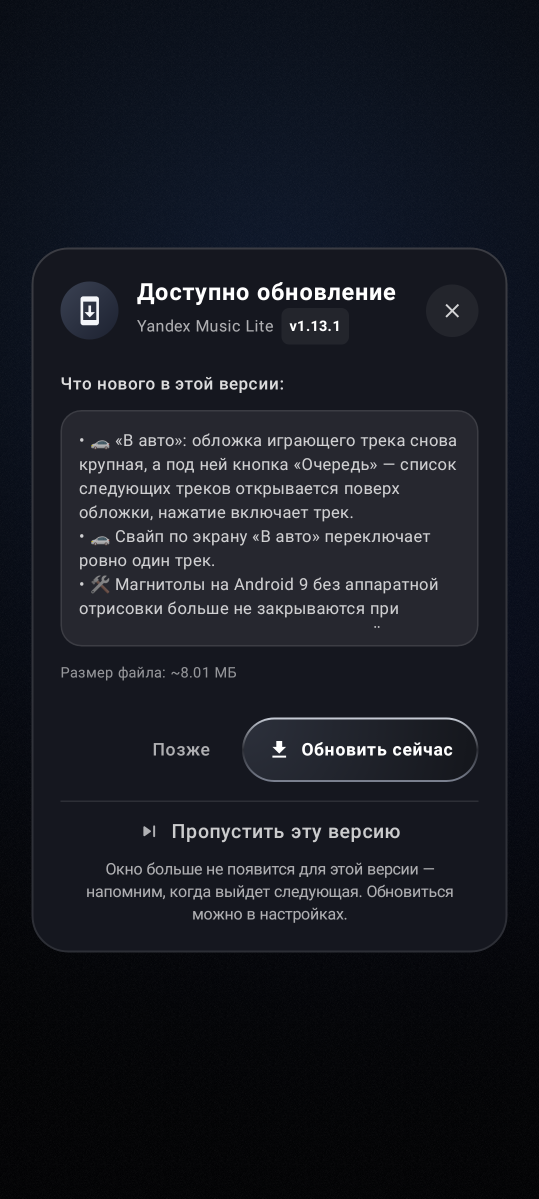 Доступно обновление
Yandex Music Lite v1.13.1
Что нового в этой версии:
• 🚗 «В авто»: обложка играющего трека снова
крупная, а под ней кнопка «Очередь» — список
следующих треков открывается поверх
обложки, нажатие включает трек.
• 🚗 Свайп по экрану «В авто» переключает
ровно один трек.
• 🛠 Магнитолы на Android 9 без аппаратной
отрисовки больше не закрываются при
Размер файла: ~8.01 МБ
Позже
Обновить сейчас
Пропустить эту версию
Окно больше не появится для этой версии —
напомним, когда выйдет следующая. Обновиться
можно в настройках.